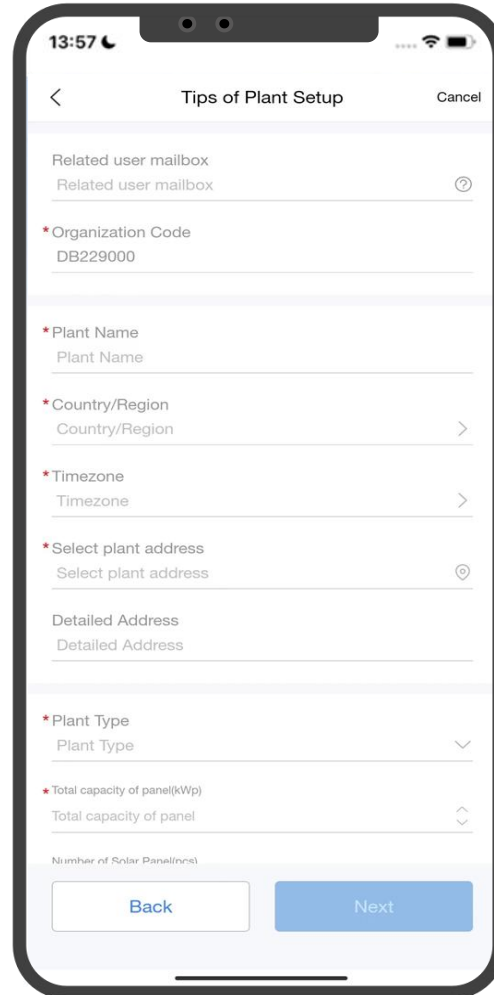 13:57
Tips of Plant Setup Cancel
Related user mailbox
Related user mailbox
*Organization Code
DB229000
*Plant Name
Plant Name
*Country/Region
Country/Region
*Timezone
Timezone
*Select plant address
Select plant address
Detailed Address
Detailed Address
*Plant Type
Plant Type
*Total capacity of panel(kWp)
Total capacity of panel
Number of Solar Panel(pcs)
Back Next